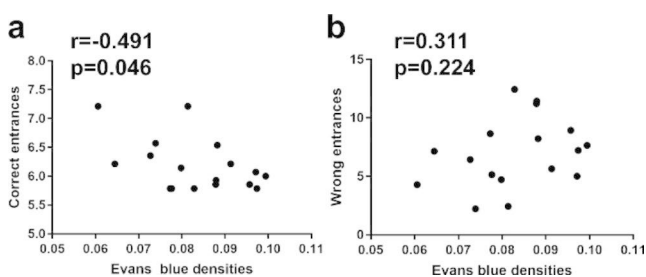 a
r=-0.491
p=0.046
Correct entrances
8.0
7.5
7.0
6.5
6.0
5.5
5.0
0.05 0.06 0.07 0.08 0.09 0.10 0.11
Evans blue densities
b
r=0.311
p=0.224
Wrong entrances
15
10
5
0
0.05 0.06 0.07 0.08 0.09 0.10 0.11
Evans blue densities